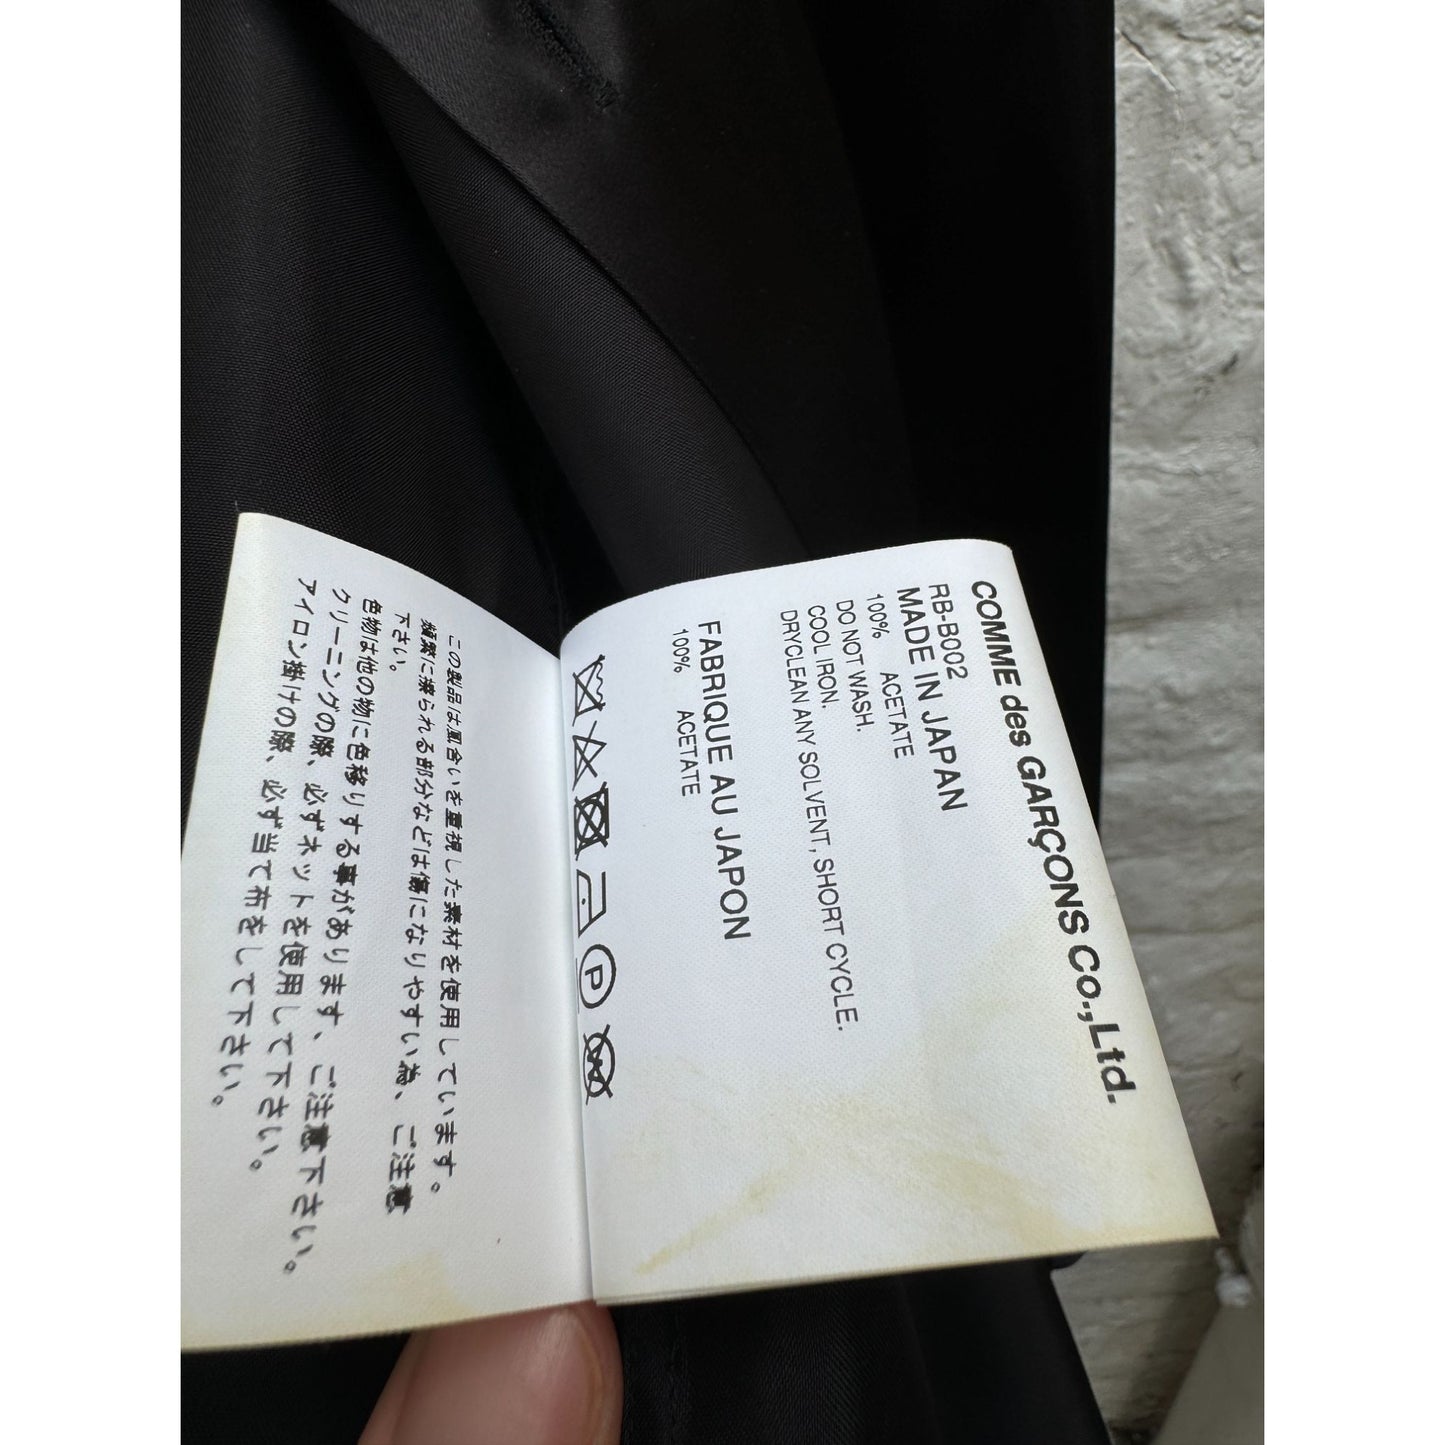 COMME des GARÇONS Co.,Ltd.
RB-B002
MADE IN JAPAN
100% ACETATE
DO NOT WASH.
COOL IRON.
DRYCLEAN ANY SOLVENT, SHORT CYCLE.
FABRIQUE AU JAPON
100% ACETATE
P
この製品は風合いを重視した素材を使用しています。
頻繁に擦られる部分などは傷になりやすい為、ご注意
下さい。
色物は他の物に色移りする事があります、ご注意下さい。
クリーニングの際、必ずネットを使用して下さい。
アイロン掛けの際、必ず当て布をして下さい。